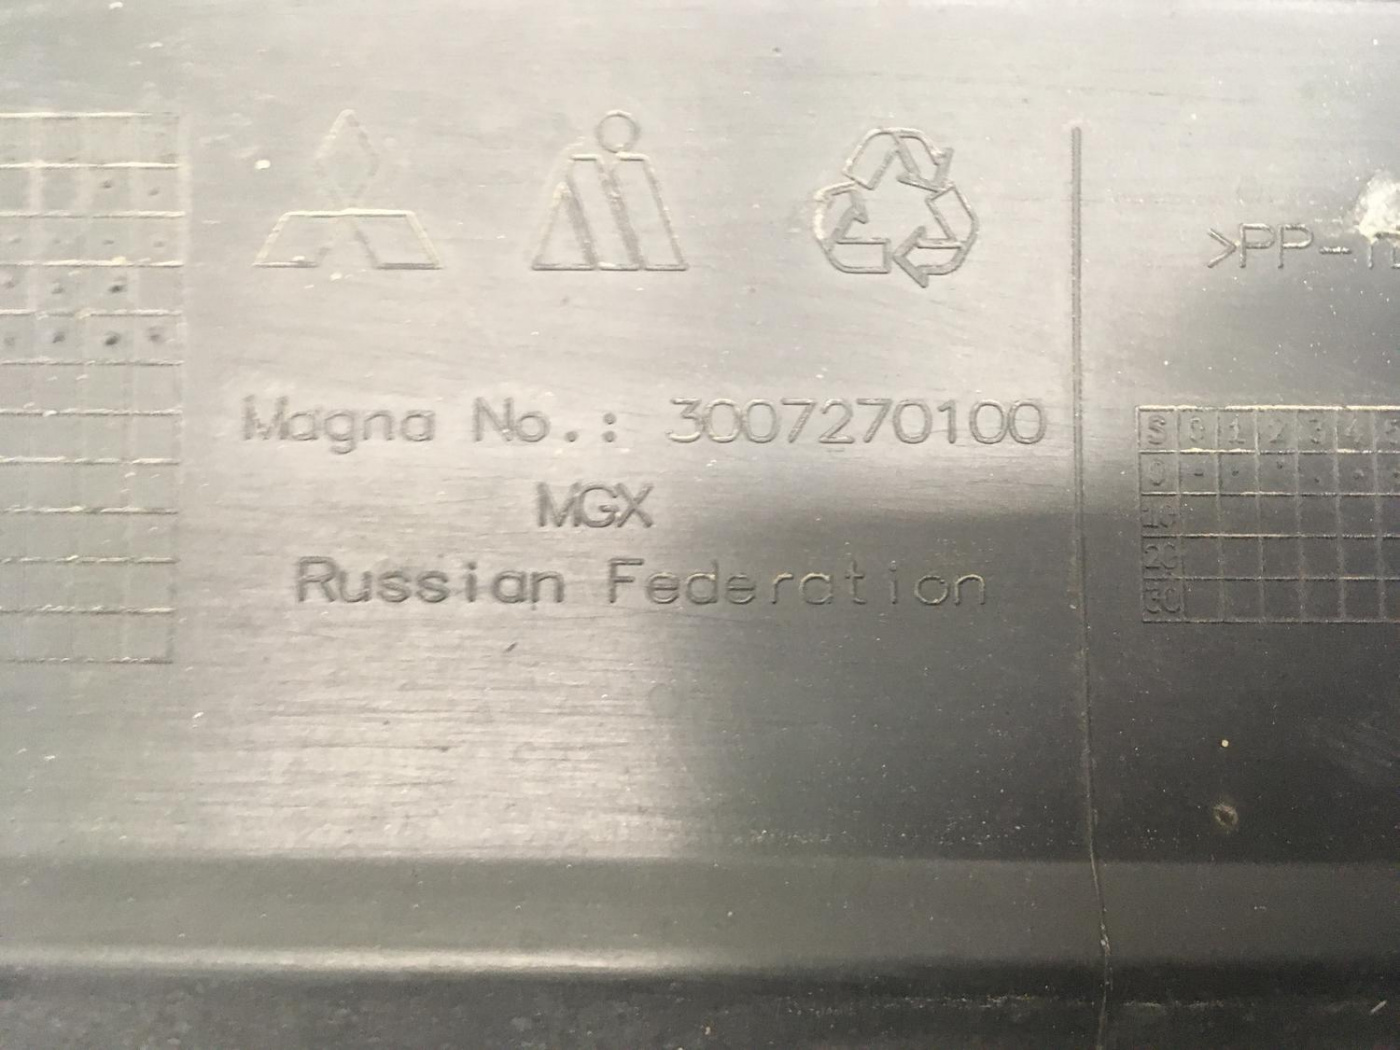 >PP-
Magna No.: 3007270100
MGX
Russian Federation
S 0 1 2 3 4 5
0
10
20
30